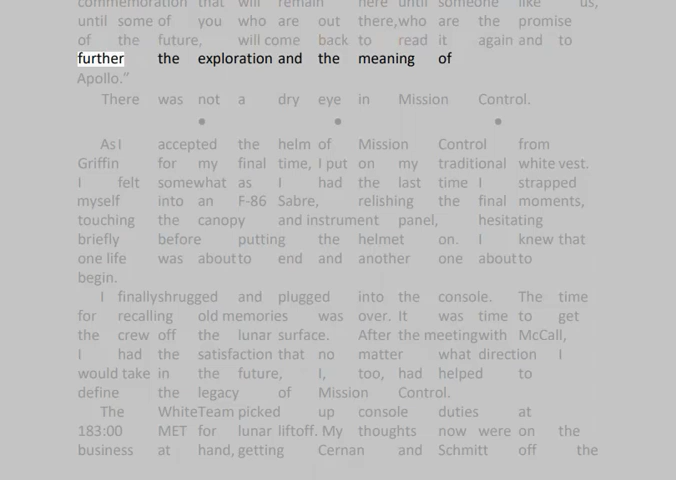 commemoration that will remain here until someone like us,
until some of you who are out there,who are the promise
of the future, will come back to read it again and to
further the exploration and the meaning of
Apollo.”
There was not a dry eye in Mission Control.
• • •
As I accepted the helm of Mission Control from
Griffin for my final time, I put on my traditional white vest.
I felt somewhat as I had the last time I strapped
myself into an F-86 Sabre, relishing the final moments,
touching the canopy and instrument panel, hesitating
briefly before putting the helmet on. I knew that
one life was about to end and another one about to
begin.
I finally shrugged and plugged into the console. The time
for recalling old memories was over. It was time to get
the crew off the lunar surface. After the meeting with McCall,
I had the satisfaction that no matter what direction I
would take in the future, I, too, had helped to
define the legacy of Mission Control.
The White Team picked up console duties at
183:00 MET for lunar liftoff. My thoughts now were on the
business at hand, getting Cernan and Schmitt off the